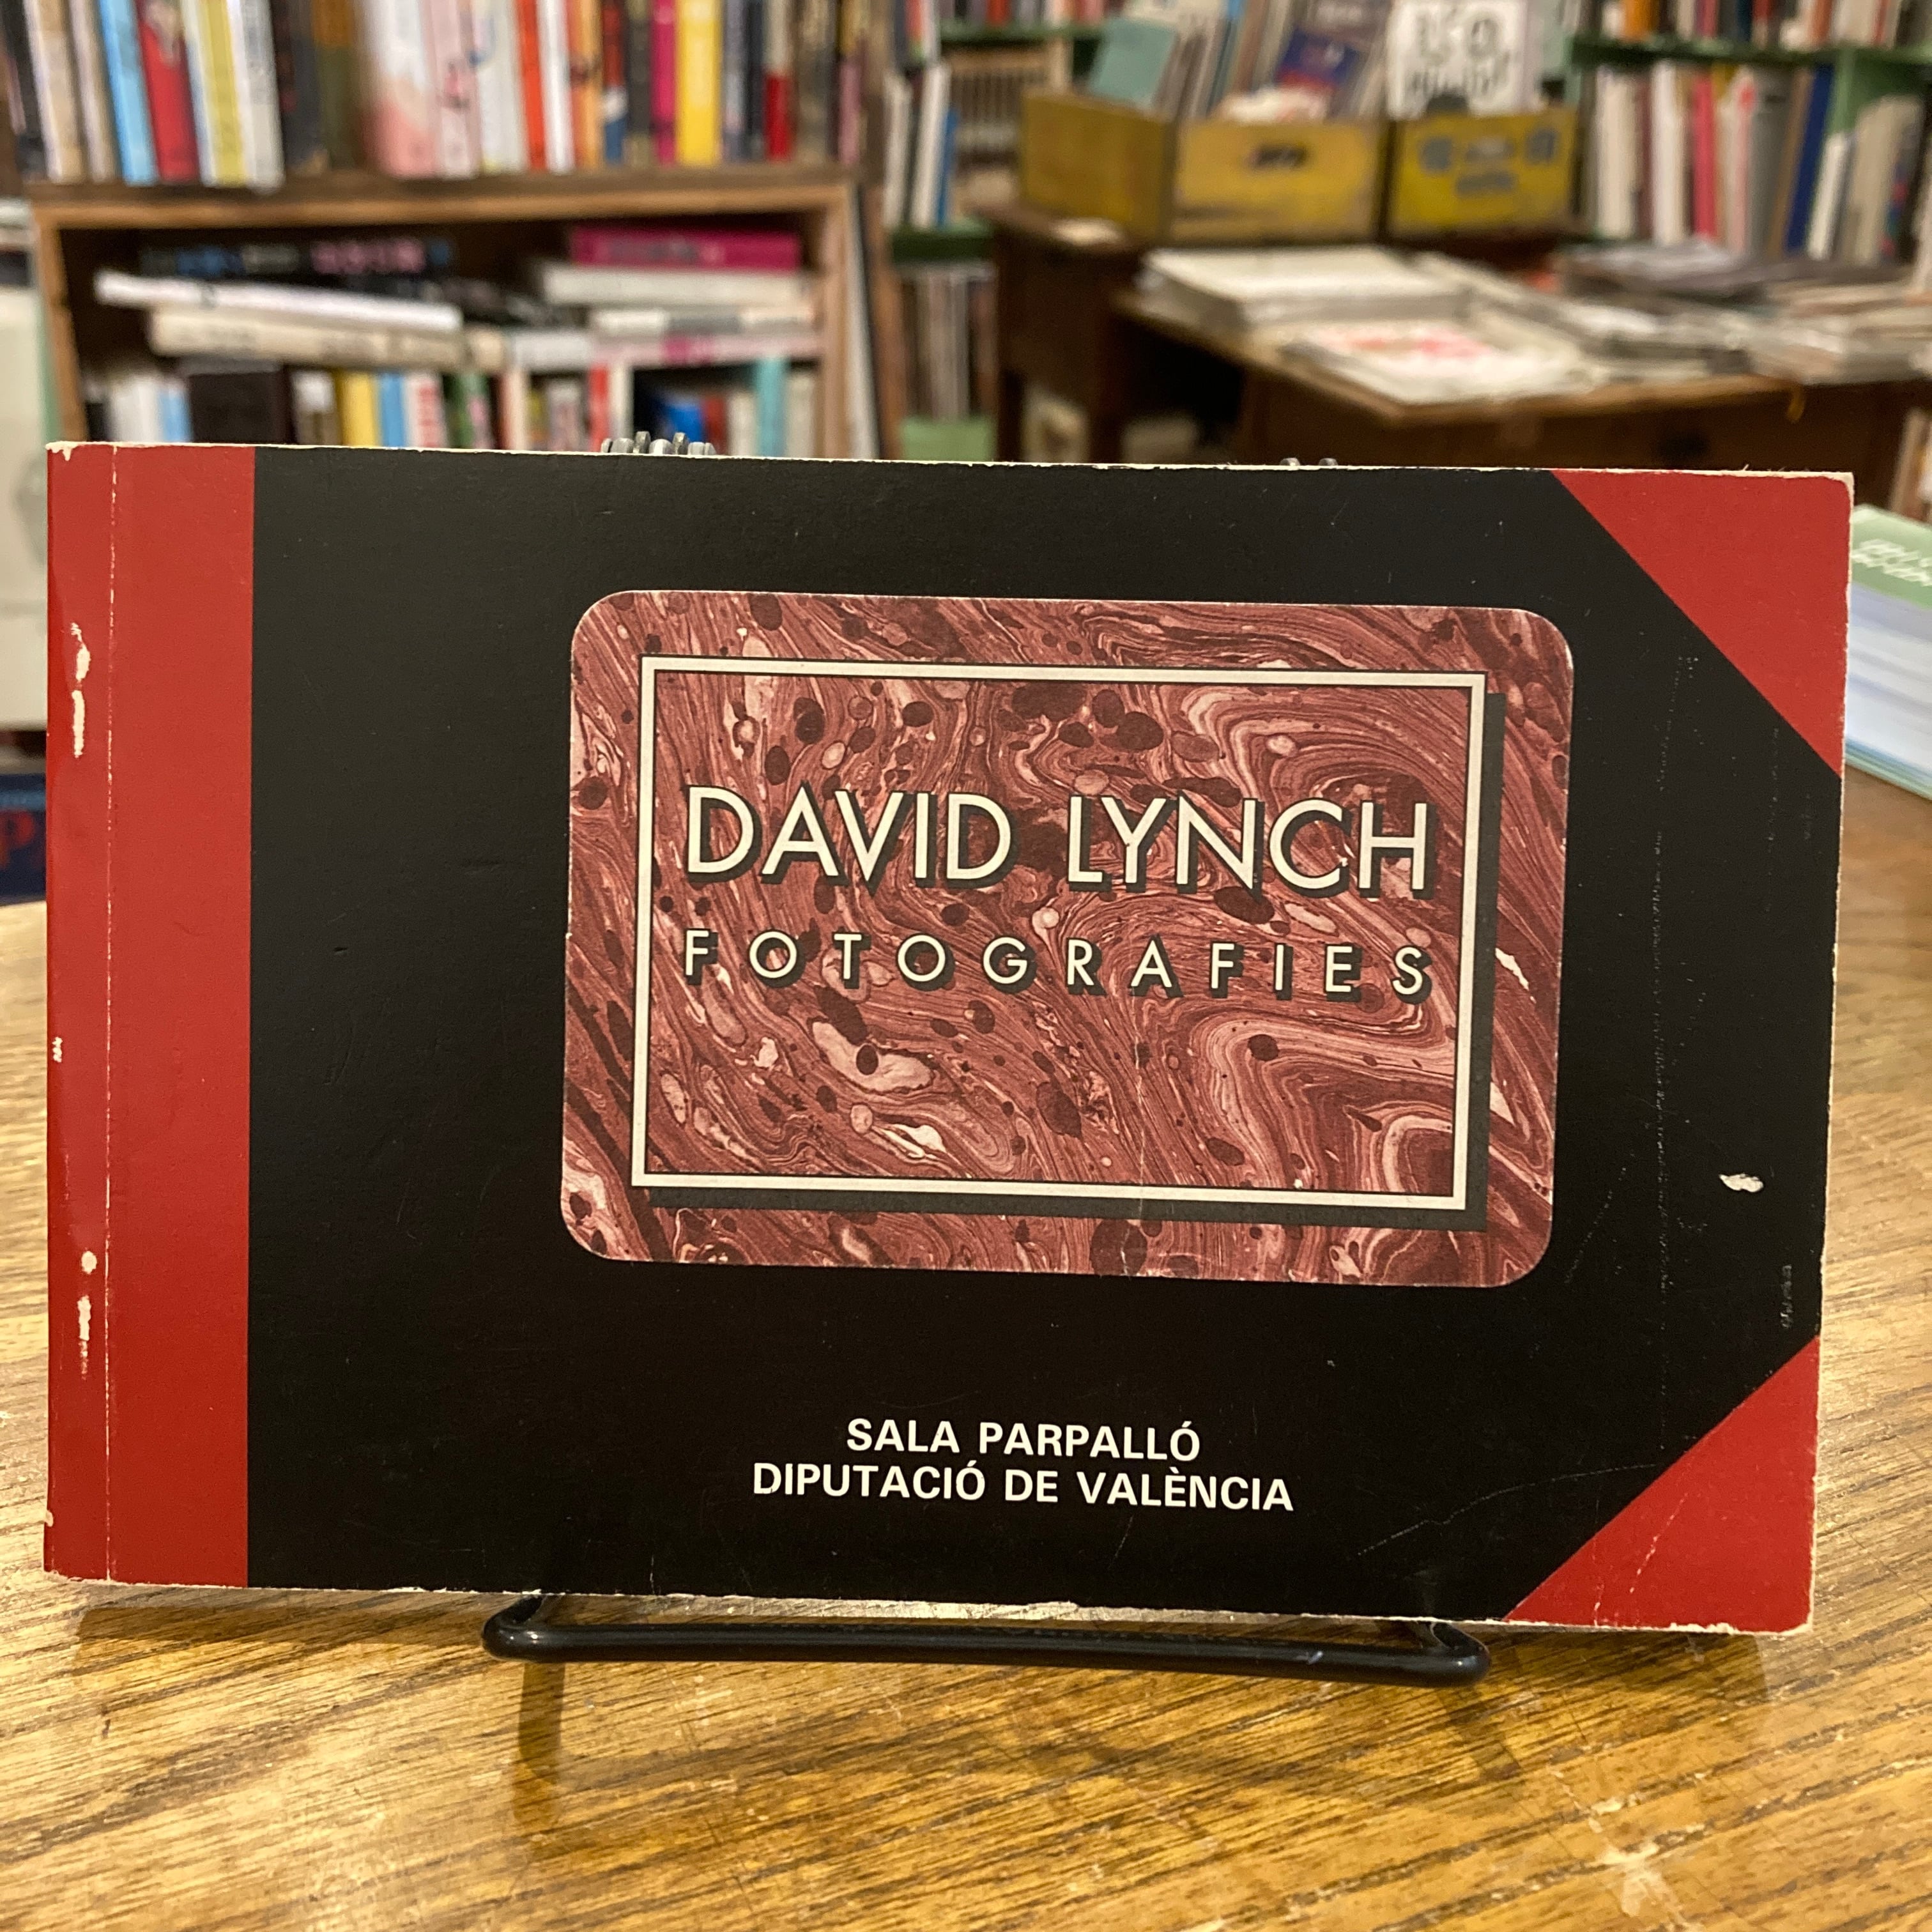 DAVID LYNCH
FOTOGRAFIES
SALA PARPALLÓ
DIPUTACIÓ DE VALÈNCIA